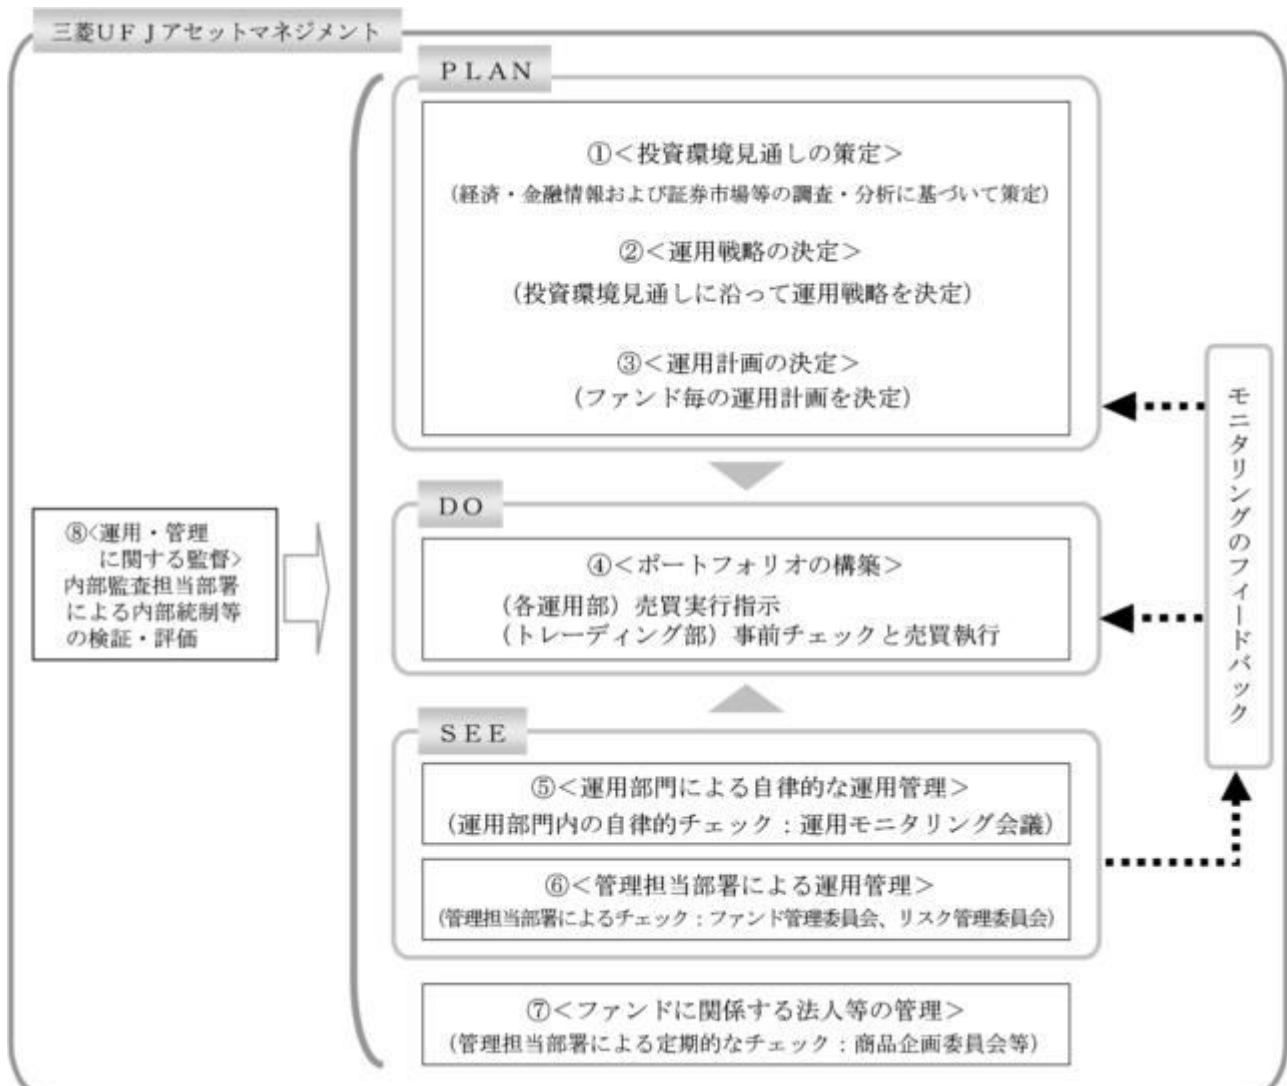 三菱UFJアセットマネジメント
PLAN
①<投資環境見通しの策定>
(経済・金融情報および証券市場等の調査・分析に基づいて策定)
②<運用戦略の決定>
(投資環境見通しに沿って運用戦略を決定)
③<運用計画の決定>
(ファンド毎の運用計画を決定)
DO
④<ポートフォリオの構築>
(各運用部)売買実行指示
(トレーディング部)事前チェックと売買執行
SEE
⑤<運用部門による自律的な運用管理>
(運用部門内の自律的チェック:運用モニタリング会議)
⑥<管理担当部署による運用管理>
(管理担当部署によるチェック:ファンド管理委員会、リスク管理委員会)
⑦<ファンドに関係する法人等の管理>
(管理担当部署による定期的なチェック:商品企画委員会等)
⑧<運用・管理
に関する監督>
内部監査担当部署
による内部統制等
の検証・評価
モニタリングのフィードバック